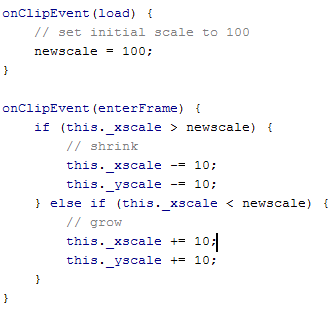 onClipEvent(load) {
    // set initial scale to 100
    newscale = 100;
}

onClipEvent(enterFrame) {
    if (this._xscale > newscale) {
        // shrink
        this._xscale -= 10;
        this._yscale -= 10;
    } else if (this._xscale < newscale) {
        // grow
        this._xscale += 10;
        this._yscale += 10;
    }
}